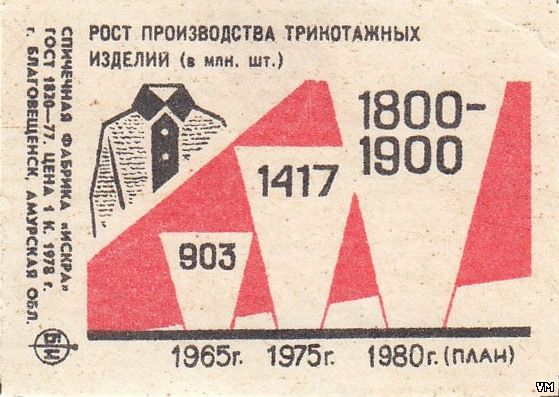 РОСТ ПРОИЗВОДСТВА ТРИКОТАЖНЫХ
ИЗДЕЛИЙ (в млн. шт.)
1800-
1900
1417
903
1965г. 1975г. 1980г. (ПЛАН)
СПИЧЕЧНАЯ ФАБРИКА „ИСКРА“
ГОСТ 1820—77. ЦЕНА 1 К. 1978 г.
г. БЛАГОВЕЩЕНСК, АМУРСКАЯ ОБЛ.
БИ
VM